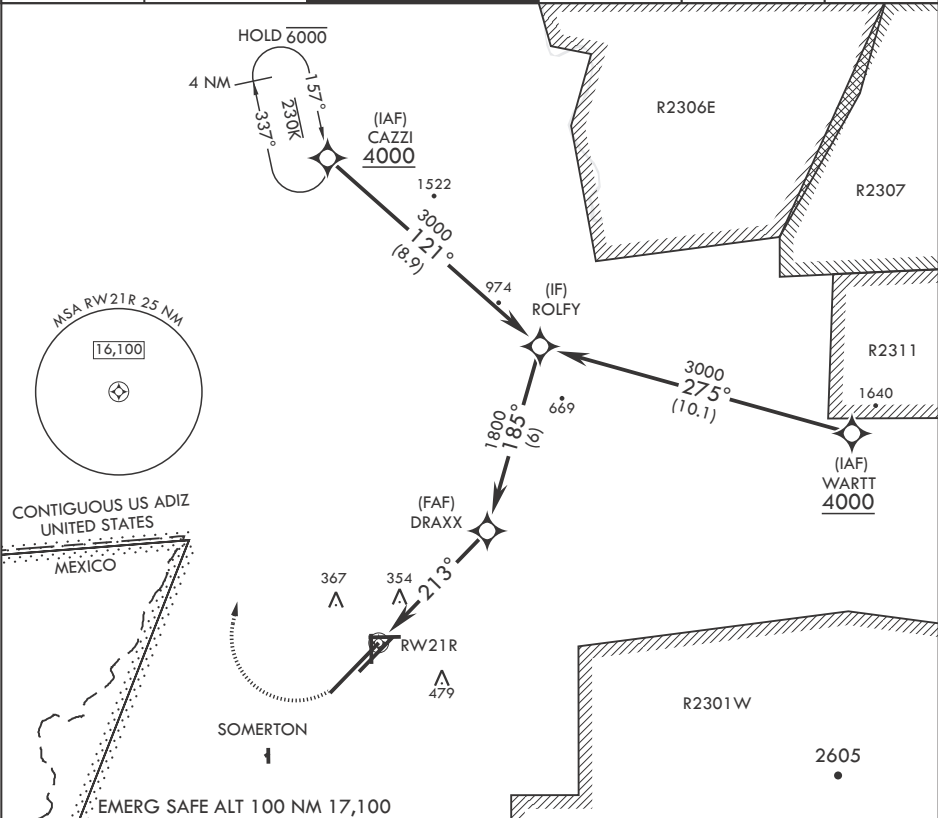 HOLD 6000
4 NM
157°
230K
337°
(IAF)
CAZZI
4000
1522
3000
121°
(8.9)
974
(IF)
ROLFY
R2306E
R2307
R2311
MSA RW21R 25 NM
16,100
669
3000
275°
(10.1)
1640
(IAF)
WARTT
4000
1800
185°
(6)
(FAF)
DRAXX
CONTIGUOUS US ADIZ
UNITED STATES
MEXICO
367
354
213°
RW21R
479
SOMERTON
R2301W
2605
EMERG SAFE ALT 100 NM 17,100